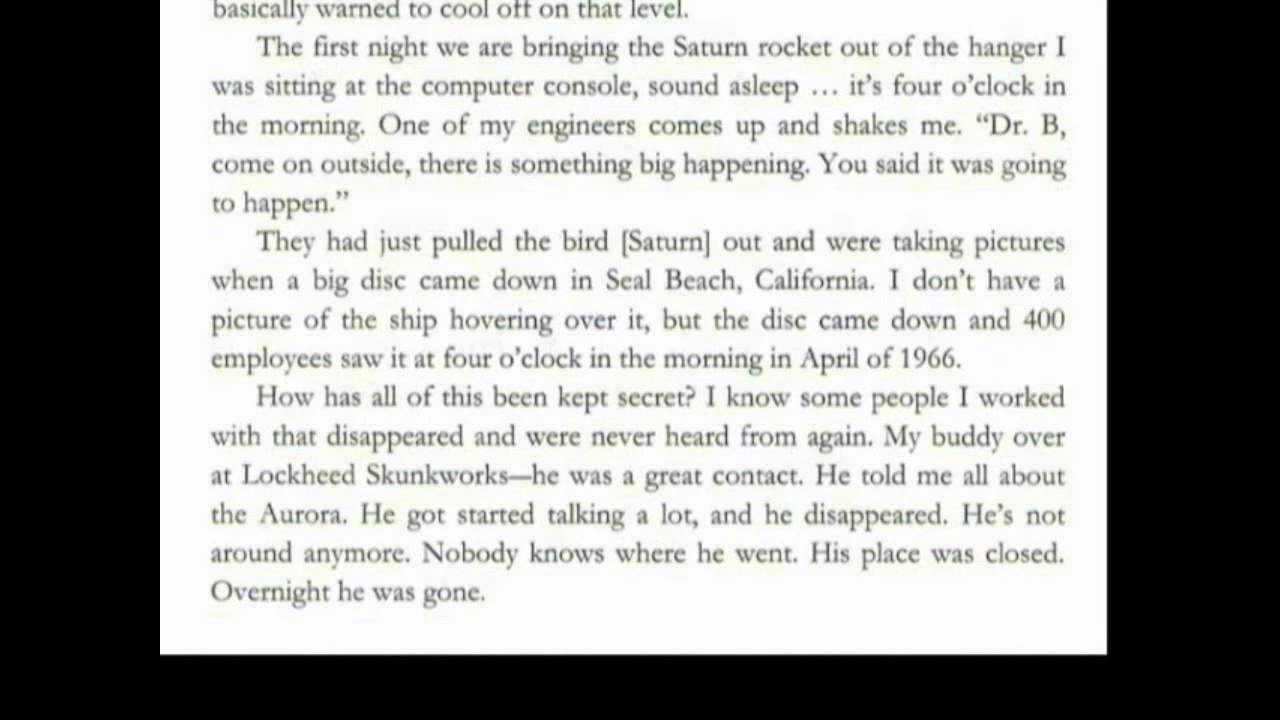 basically warned to cool off on that level.
The first night we are bringing the Saturn rocket out of the hanger I
was sitting at the computer console, sound asleep … it’s four o’clock in
the morning. One of my engineers comes up and shakes me. “Dr. B,
come on outside, there is something big happening. You said it was going
to happen.”
They had just pulled the bird [Saturn] out and were taking pictures
when a big disc came down in Seal Beach, California. I don’t have a
picture of the ship hovering over it, but the disc came down and 400
employees saw it at four o’clock in the morning in April of 1966.
How has all of this been kept secret? I know some people I worked
with that disappeared and were never heard from again. My buddy over
at Lockheed Skunkworks—he was a great contact. He told me all about
the Aurora. He got started talking a lot, and he disappeared. He’s not
around anymore. Nobody knows where he went. His place was closed.
Overnight he was gone.